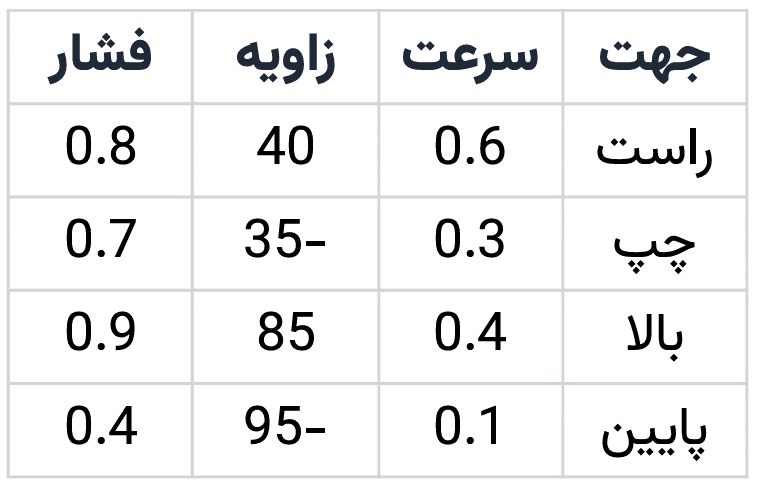 جهت سرعت زاویه فشار
راست 0.6 40 0.8
چپ 0.3 35- 0.7
بالا 0.4 85 0.9
پایین 0.1 95- 0.4